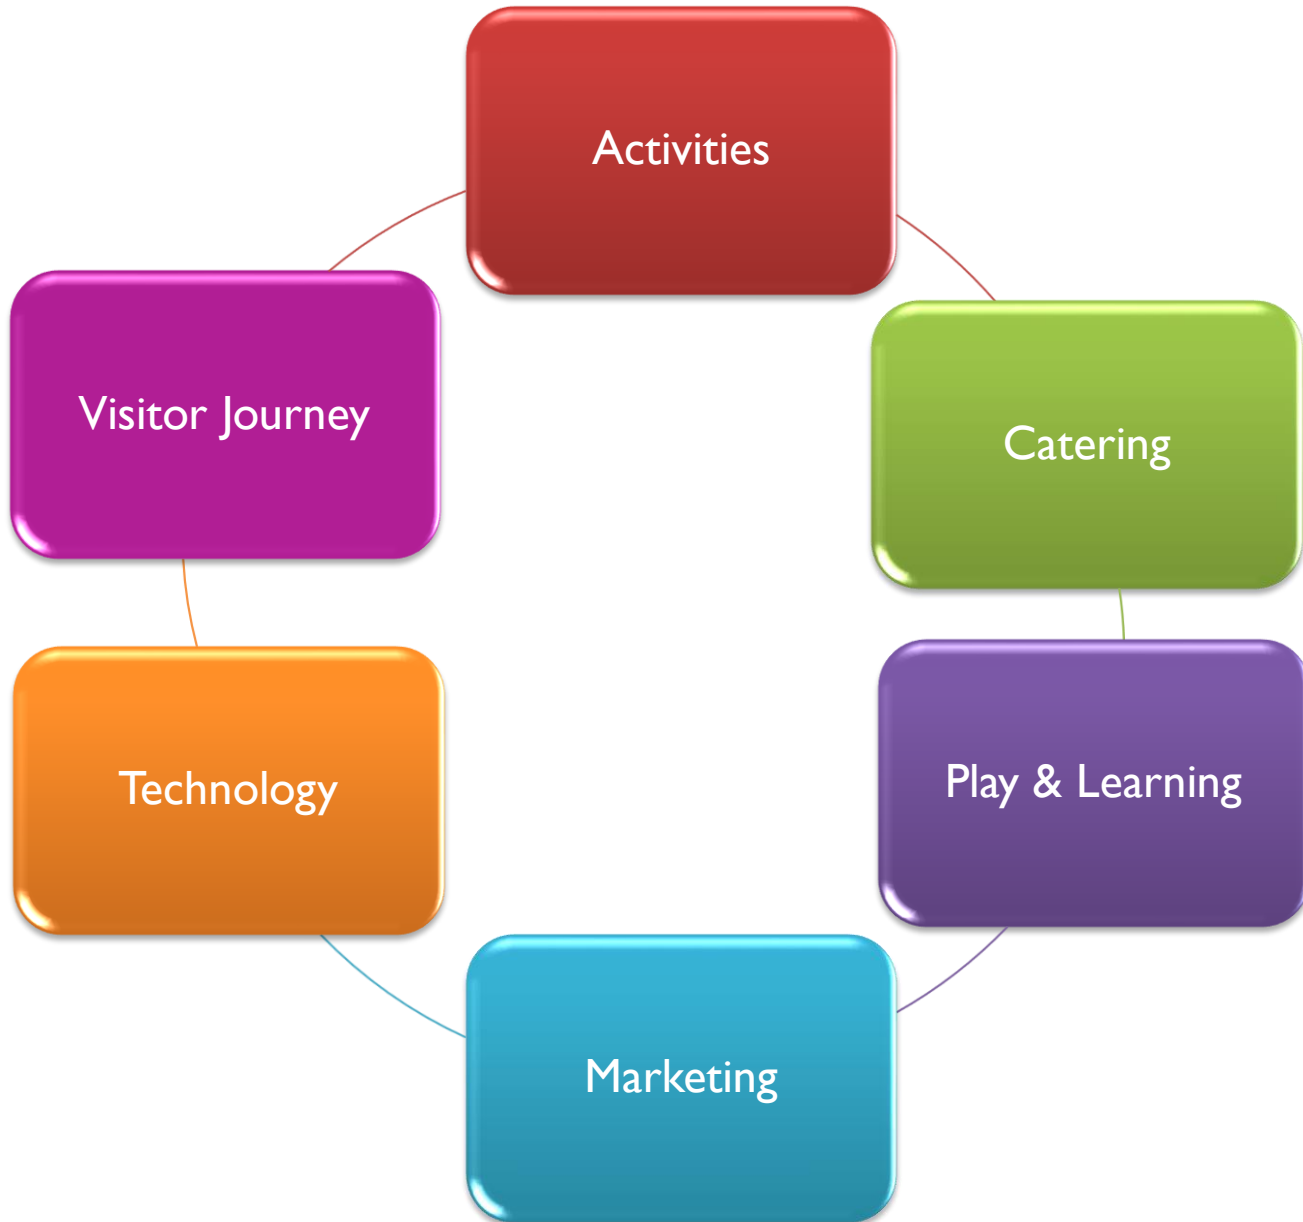 Activities
Catering
Play & Learning
Marketing
Technology
Visitor Journey